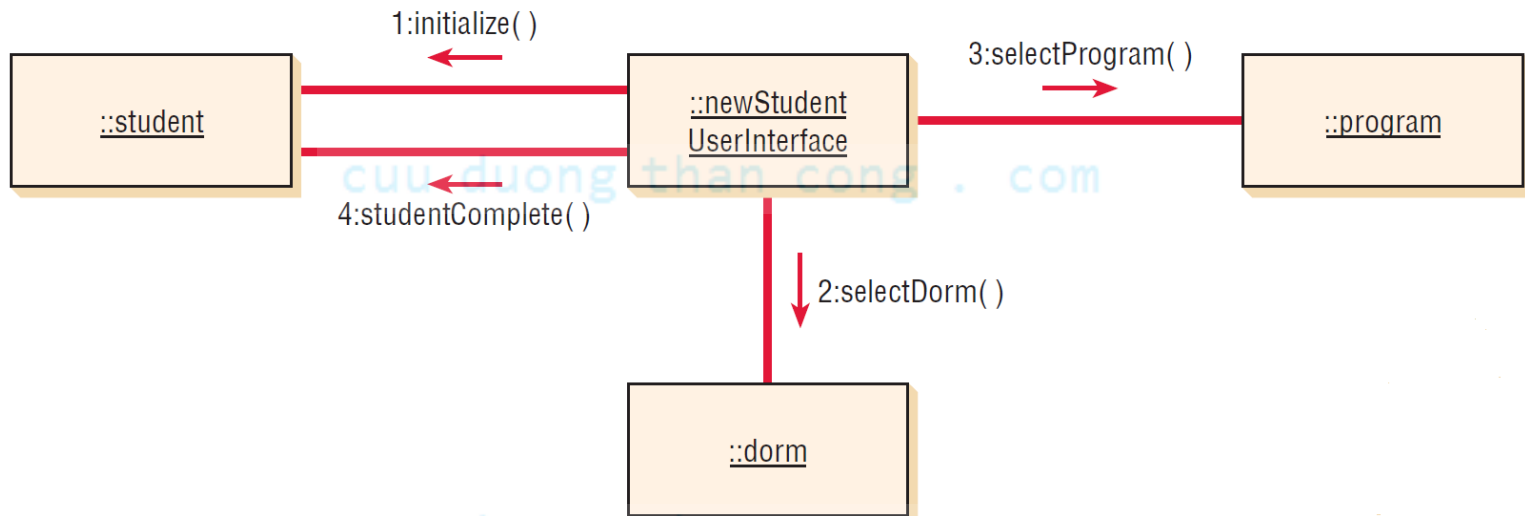 1:initialize( )
3:selectProgram( )
::student
::newStudent
UserInterface
::program
cuu duong than cong . com
4:studentComplete( )
2:selectDorm( )
::dorm